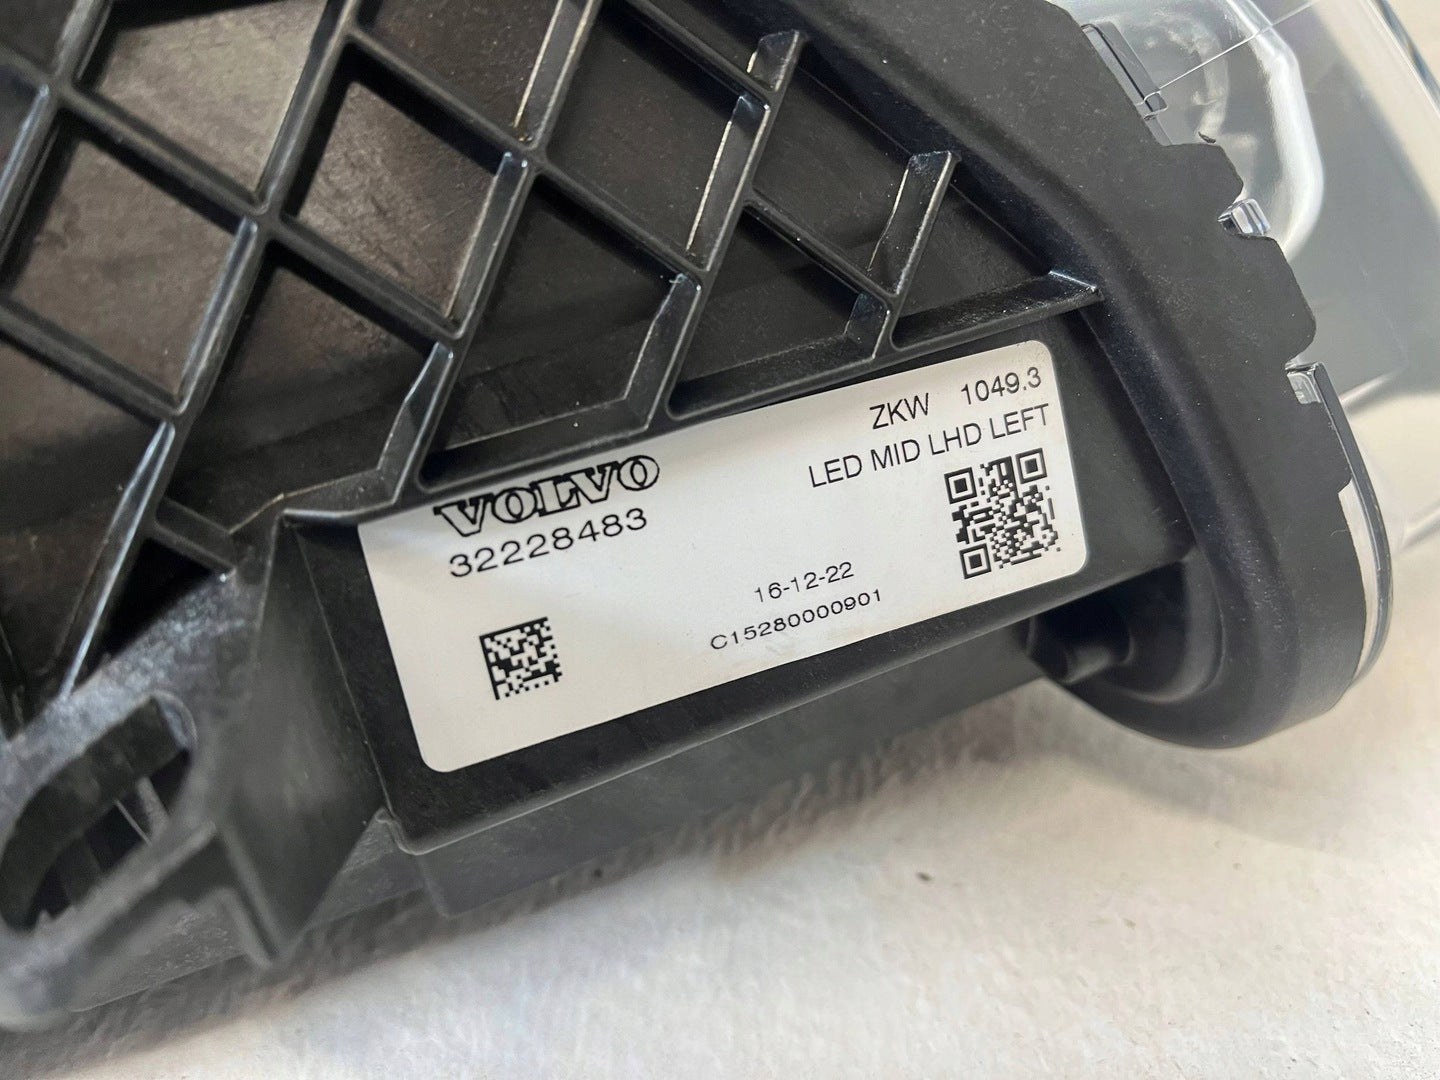 ZKW 1049.3
LED MID LHD LEFT
VOLVO
32228483
16-12-22
C15280000901